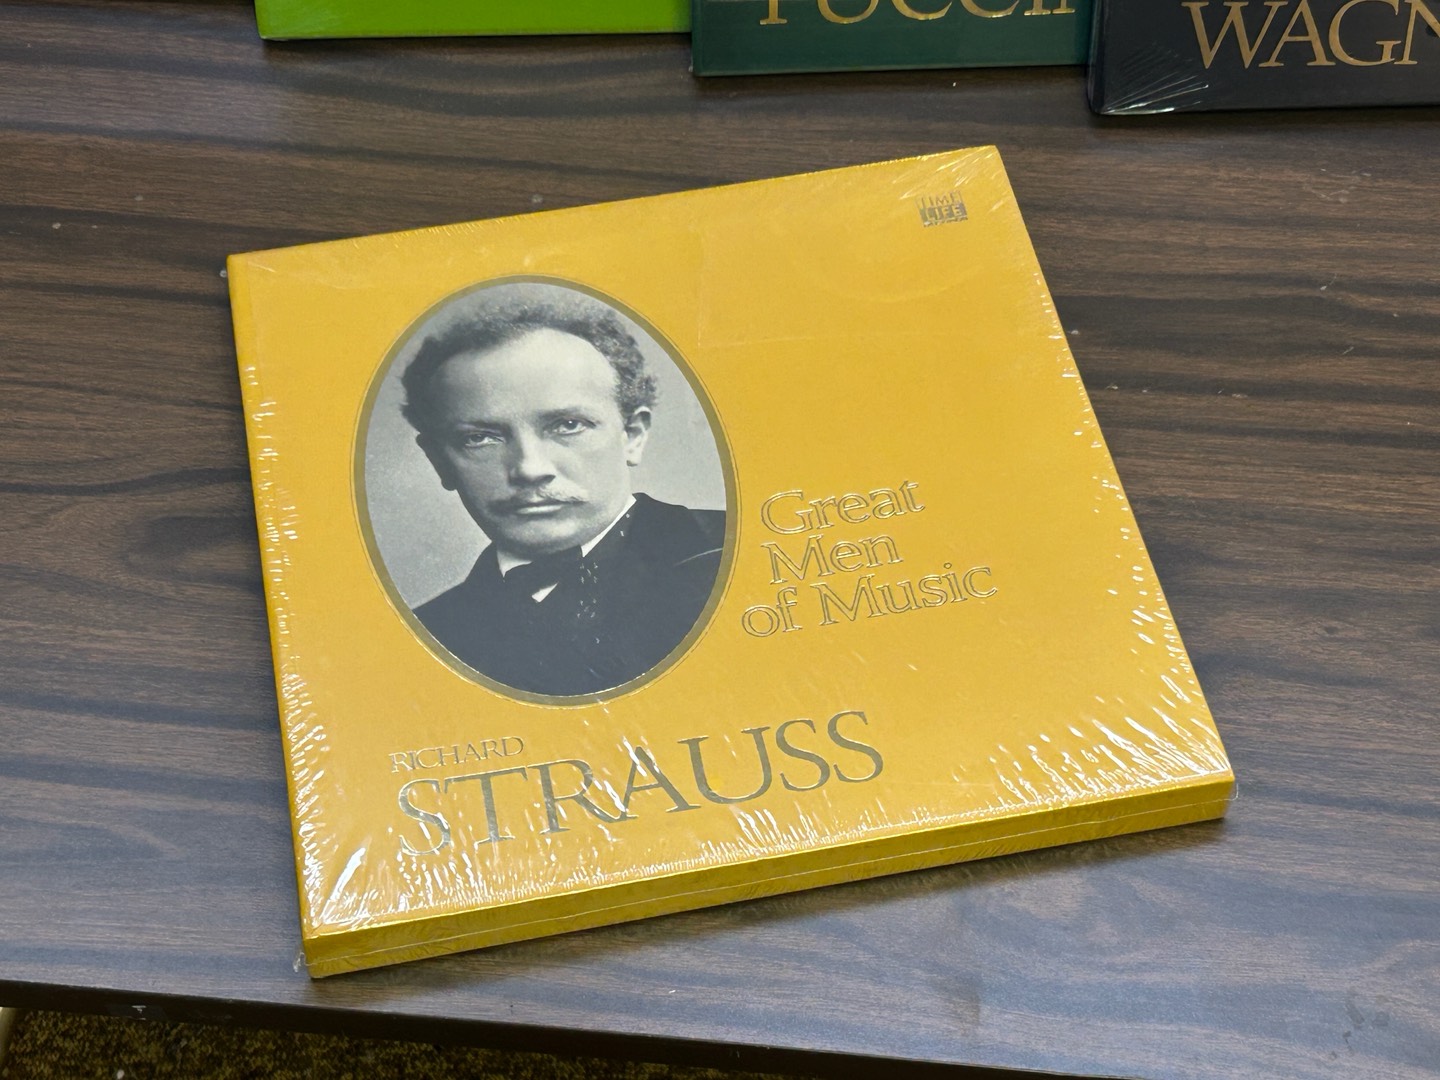 WAGN
TIME
LIFE
Great
Men
of Music
RICHARD
STRAUSS